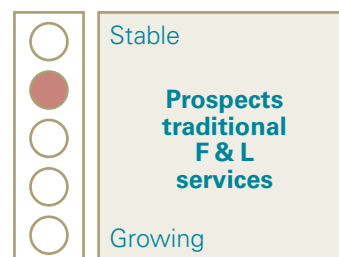 Stable
Prospects
traditional
F & L
services
Growing